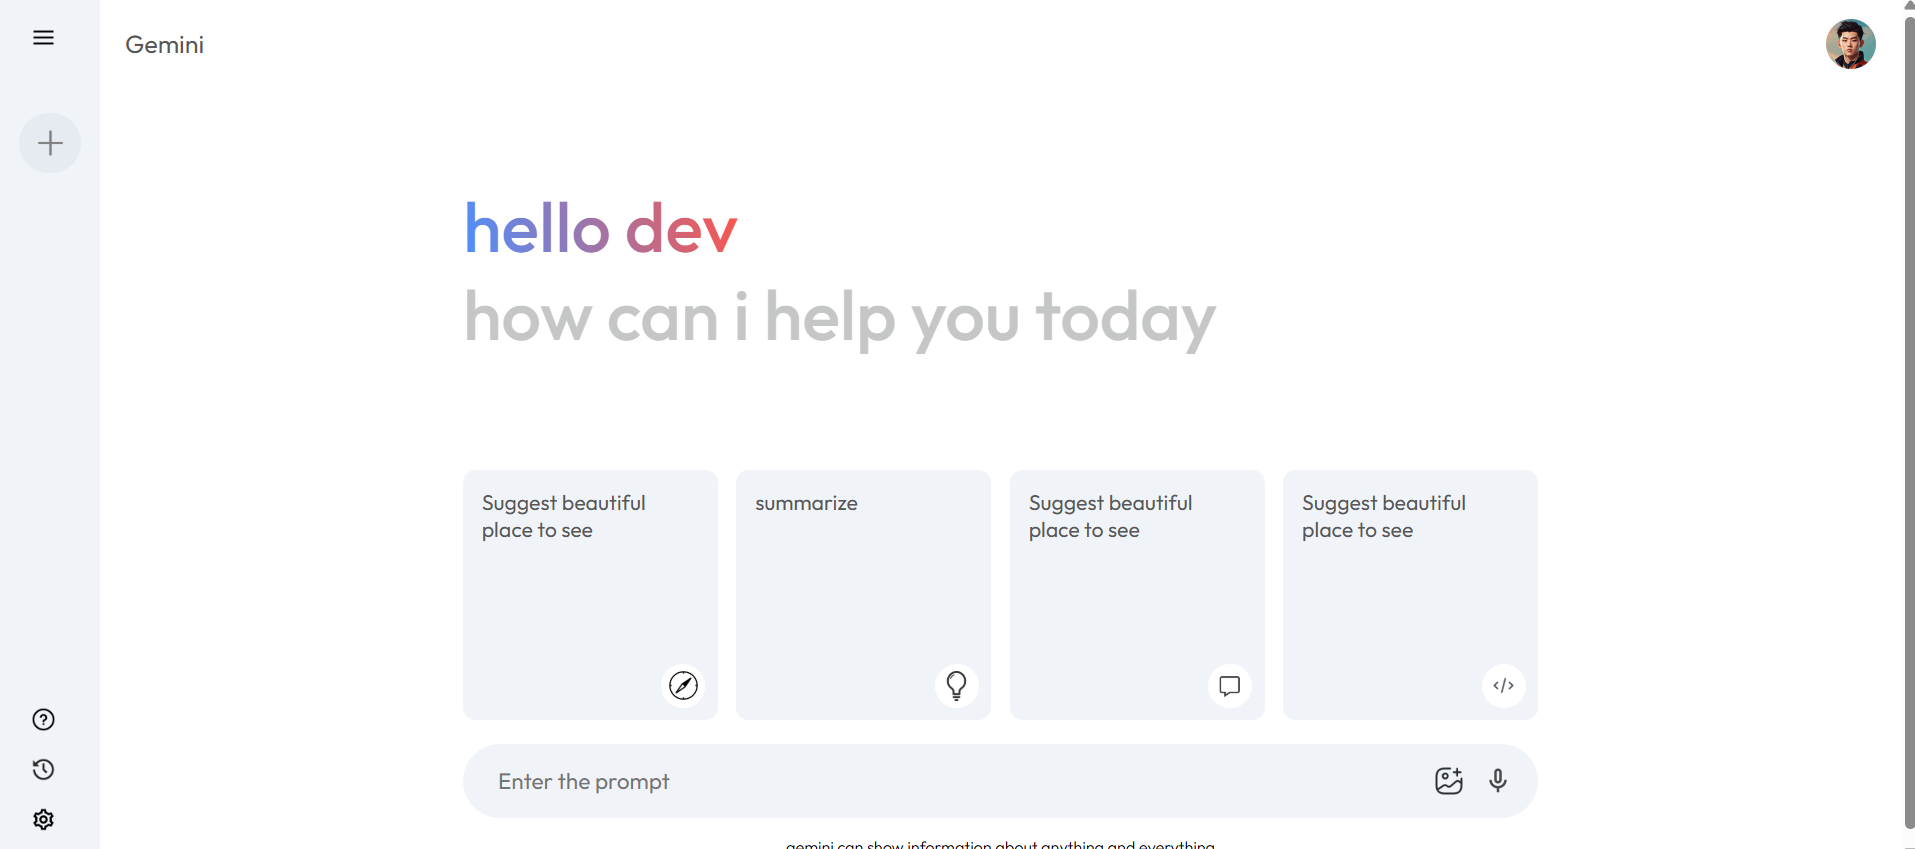 Gemini
hello dev
how can i help you today
Suggest beautiful
place to see
summarize
Suggest beautiful
place to see
Suggest beautiful
place to see
Enter the prompt
gemini can show information about anything and everything